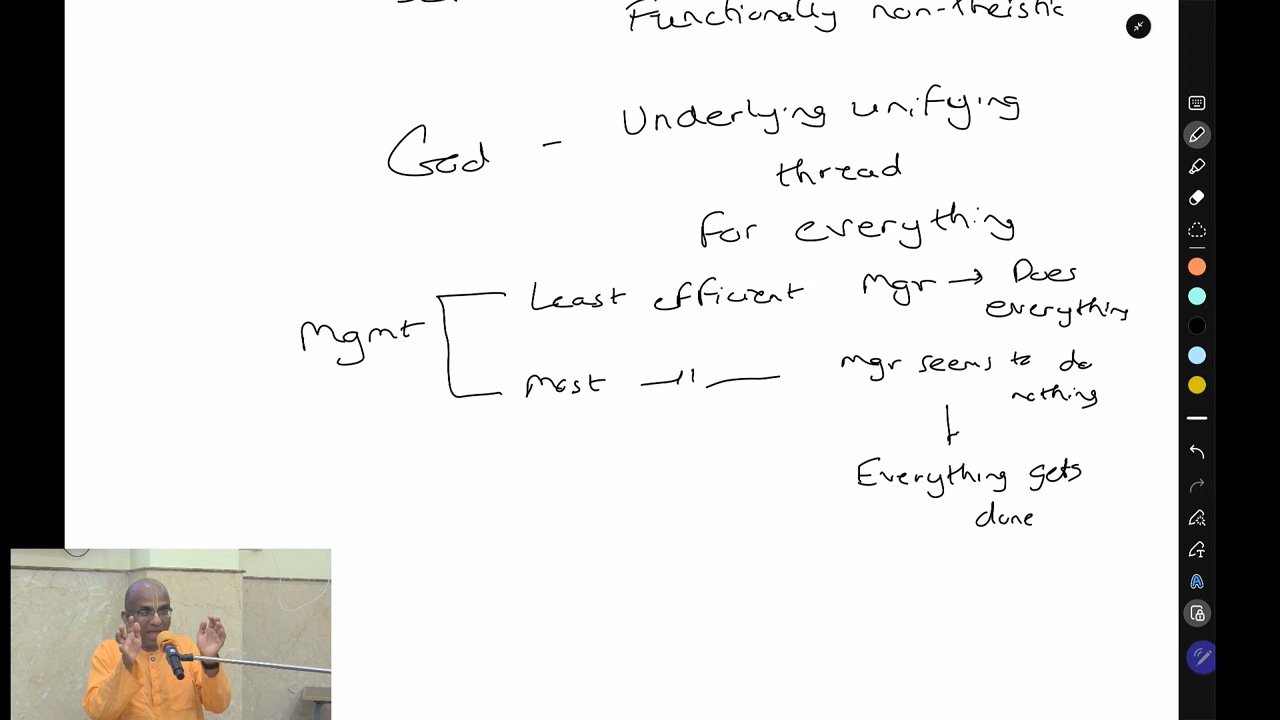 Functionally non-theistic
God - Underlying unifying
thread
for everything
Mgmt
Least efficient Mgr → Does
everything
Most —"— Mgr seems to do
nothing
Everything gets
done